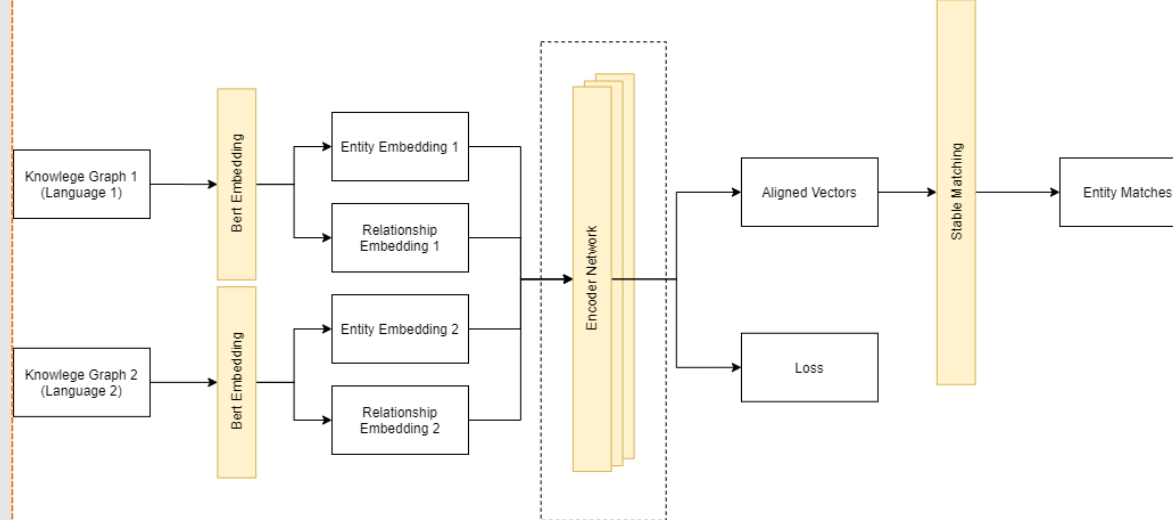 Knowlege Graph 1
(Language 1)
Bert Embedding
Entity Embedding 1
Relationship
Embedding 1
Knowlege Graph 2
(Language 2)
Bert Embedding
Entity Embedding 2
Relationship
Embedding 2
Encoder Network
Aligned Vectors
Loss
Stable Matching
Entity Matches